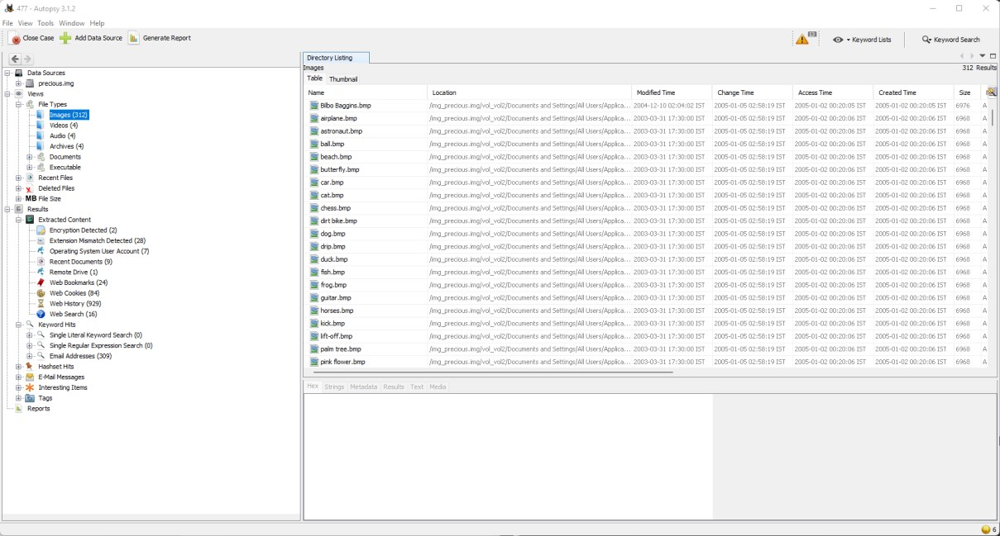 477 - Autopsy 3.1.2
File View Tools Window Help
Close Case Add Data Source Generate Report
13
Keyword Lists Keyword Search
Data Sources
precious.img
Views
File Types
Images (312)
Videos (4)
Audio (4)
Archives (4)
Documents
Executable
Recent Files
Deleted Files
MB File Size
Results
Extracted Content
Encryption Detected (2)
Extension Mismatch Detected (28)
Operating System User Account (7)
Recent Documents (9)
Remote Drive (1)
Web Bookmarks (24)
Web Cookies (84)
Web History (929)
Web Search (16)
Keyword Hits
Single Literal Keyword Search (0)
Single Regular Expression Search (0)
Email Addresses (309)
Hashset Hits
E-Mail Messages
Interesting Items
Tags
Reports
Directory Listing
Images 312 Results
Table Thumbnail
Name Location Modified Time Change Time Access Time Created Time Size
Bilbo Baggins.bmp /img_precious.img/vol_vol2/Documents and Settings/All Users/Applica... 2004-12-10 02:04:02 IST 2005-01-05 02:58:19 IST 2005-01-02 00:20:05 IST 2005-01-02 00:20:05 IST 6976 A
airplane.bmp /img_precious.img/vol_vol2/Documents and Settings/All Users/Applica... 2003-03-31 17:30:00 IST 2005-01-05 02:58:19 IST 2005-01-02 00:20:06 IST 2005-01-02 00:20:06 IST 6968 A
astronaut.bmp /img_precious.img/vol_vol2/Documents and Settings/All Users/Applica... 2003-03-31 17:30:00 IST 2005-01-05 02:58:19 IST 2005-01-02 00:20:06 IST 2005-01-02 00:20:06 IST 6968 A
ball.bmp /img_precious.img/vol_vol2/Documents and Settings/All Users/Applica... 2003-03-31 17:30:00 IST 2005-01-05 02:58:19 IST 2005-01-02 00:20:06 IST 2005-01-02 00:20:06 IST 6968 A
beach.bmp /img_precious.img/vol_vol2/Documents and Settings/All Users/Applica... 2003-03-31 17:30:00 IST 2005-01-05 02:58:19 IST 2005-01-02 00:20:06 IST 2005-01-02 00:20:06 IST 6968 A
butterfly.bmp /img_precious.img/vol_vol2/Documents and Settings/All Users/Applica... 2003-03-31 17:30:00 IST 2005-01-05 02:58:19 IST 2005-01-02 00:20:06 IST 2005-01-02 00:20:06 IST 6968 A
car.bmp /img_precious.img/vol_vol2/Documents and Settings/All Users/Applica... 2003-03-31 17:30:00 IST 2005-01-05 02:58:19 IST 2005-01-02 00:20:06 IST 2005-01-02 00:20:06 IST 6968 A
cat.bmp /img_precious.img/vol_vol2/Documents and Settings/All Users/Applica... 2003-03-31 17:30:00 IST 2005-01-05 02:58:19 IST 2005-01-02 00:20:06 IST 2005-01-02 00:20:06 IST 6968 A
chess.bmp /img_precious.img/vol_vol2/Documents and Settings/All Users/Applica... 2003-03-31 17:30:00 IST 2005-01-05 02:58:19 IST 2005-01-02 00:20:06 IST 2005-01-02 00:20:06 IST 6968 A
dirt bike.bmp /img_precious.img/vol_vol2/Documents and Settings/All Users/Applica... 2003-03-31 17:30:00 IST 2005-01-05 02:58:19 IST 2005-01-02 00:20:06 IST 2005-01-02 00:20:06 IST 6968 A
dog.bmp /img_precious.img/vol_vol2/Documents and Settings/All Users/Applica... 2003-03-31 17:30:00 IST 2005-01-05 02:58:19 IST 2005-01-02 00:20:06 IST 2005-01-02 00:20:06 IST 6968 A
drip.bmp /img_precious.img/vol_vol2/Documents and Settings/All Users/Applica... 2003-03-31 17:30:00 IST 2005-01-05 02:58:19 IST 2005-01-02 00:20:06 IST 2005-01-02 00:20:06 IST 6968 A
duck.bmp /img_precious.img/vol_vol2/Documents and Settings/All Users/Applica... 2003-03-31 17:30:00 IST 2005-01-05 02:58:19 IST 2005-01-02 00:20:06 IST 2005-01-02 00:20:06 IST 6968 A
fish.bmp /img_precious.img/vol_vol2/Documents and Settings/All Users/Applica... 2003-03-31 17:30:00 IST 2005-01-05 02:58:19 IST 2005-01-02 00:20:06 IST 2005-01-02 00:20:06 IST 6968 A
frog.bmp /img_precious.img/vol_vol2/Documents and Settings/All Users/Applica... 2003-03-31 17:30:00 IST 2005-01-05 02:58:19 IST 2005-01-02 00:20:06 IST 2005-01-02 00:20:06 IST 6968 A
guitar.bmp /img_precious.img/vol_vol2/Documents and Settings/All Users/Applica... 2003-03-31 17:30:00 IST 2005-01-05 02:58:19 IST 2005-01-02 00:20:06 IST 2005-01-02 00:20:06 IST 6968 A
horses.bmp /img_precious.img/vol_vol2/Documents and Settings/All Users/Applica... 2003-03-31 17:30:00 IST 2005-01-05 02:58:19 IST 2005-01-02 00:20:06 IST 2005-01-02 00:20:06 IST 6968 A
kick.bmp /img_precious.img/vol_vol2/Documents and Settings/All Users/Applica... 2003-03-31 17:30:00 IST 2005-01-05 02:58:19 IST 2005-01-02 00:20:06 IST 2005-01-02 00:20:06 IST 6968 A
lift-off.bmp /img_precious.img/vol_vol2/Documents and Settings/All Users/Applica... 2003-03-31 17:30:00 IST 2005-01-05 02:58:19 IST 2005-01-02 00:20:06 IST 2005-01-02 00:20:06 IST 6968 A
palm tree.bmp /img_precious.img/vol_vol2/Documents and Settings/All Users/Applica... 2003-03-31 17:30:00 IST 2005-01-05 02:58:19 IST 2005-01-02 00:20:06 IST 2005-01-02 00:20:06 IST 6968 A
pink flower.bmp /img_precious.img/vol_vol2/Documents and Settings/All Users/Applica... 2003-03-31 17:30:00 IST 2005-01-05 02:58:19 IST 2005-01-02 00:20:06 IST 2005-01-02 00:20:06 IST 6968 A
Hex Strings Metadata Results Text Media
6